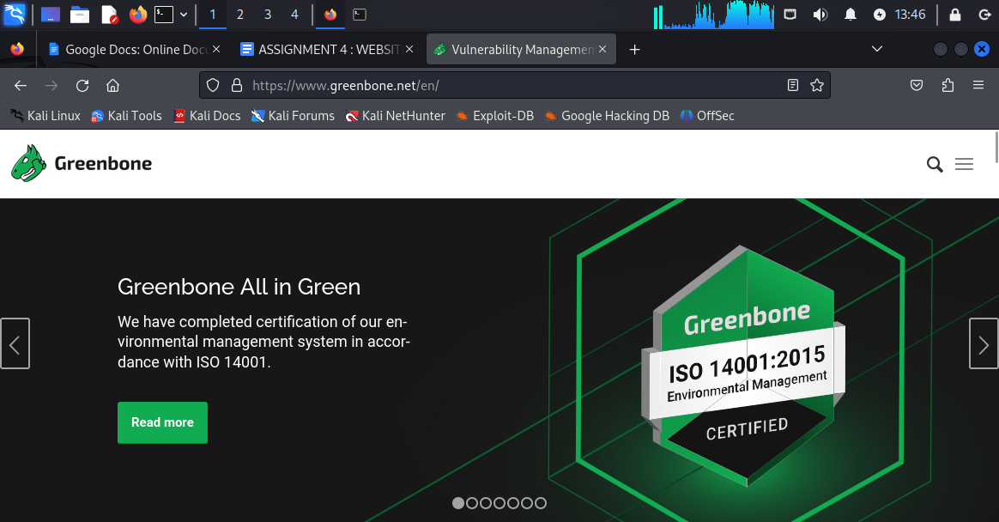 1 2 3 4 13:46
Google Docs: Online Docu
ASSIGNMENT 4 : WEBSIT
Vulnerability Managemen
https://www.greenbone.net/en/
Kali Linux Kali Tools Kali Docs Kali Forums Kali NetHunter Exploit-DB Google Hacking DB OffSec
Greenbone
Greenbone All in Green
We have completed certification of our en-
vironmental management system in accor-
dance with ISO 14001.
Read more
Greenbone
ISO 14001:2015
Environmental Management
CERTIFIED